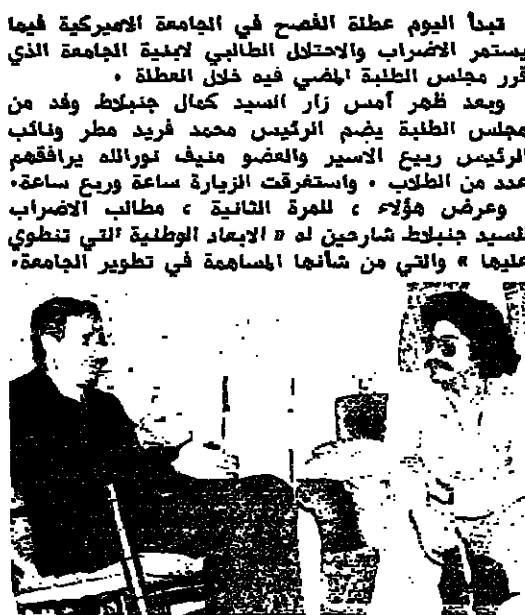 تبدأ اليوم عطلة الفصح في الجامعة الاميركية فيما
يستمر الاضراب والاحتلال الطالبي لابنية الجامعة الذي
قرر مجلس الطلبة المضي فيه خلال العطلة .
وبعد ظهر أمس زار السيد كمال جنبلاط وفد من
مجلس الطلبة يضم الرئيس محمد فريد مطر ونائب
الرئيس ربيع الاسير والعضو منيف نورالله يرافقهم
عدد من الطلاب . واستغرقت الزيارة ساعة وربع ساعة.
وعرض هؤلاء ، للمرة الثانية ، مطالب الاضراب
للسيد جنبلاط شارحين له « الابعاد الوطنية التي تنطوي
عليها » والتي من شأنها المساهمة في تطوير الجامعة.